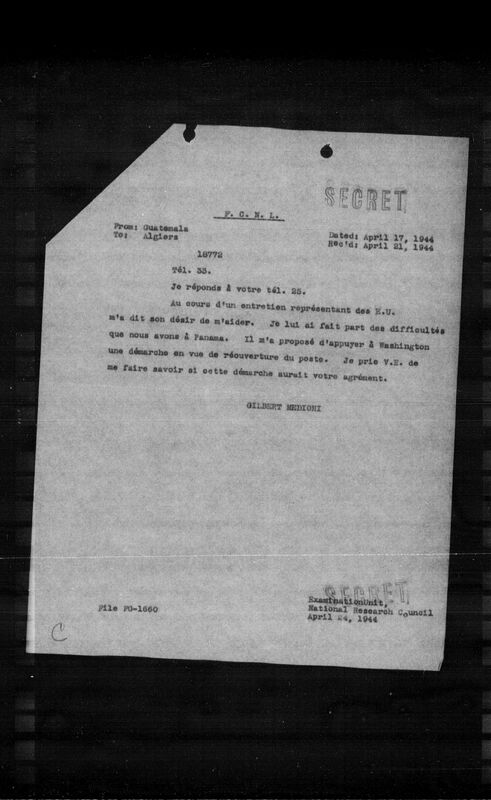 SECRET
F. C. N. L.
From: Guatemala
To: Algiers
Dated: April 17, 1944
Rec'd: April 21, 1944
18772
Tél. 33.
Je réponds à votre tél. 25.
Au cours d'un entretien représentant des E.U.
m'a dit son désir de m'aider. Je lui ai fait part des difficultés
que nous avons à Panama. Il m'a proposé d'appuyer à Washington
une démarche en vue de réouverture du poste. Je prie V.E. de
me faire savoir si cette démarche aurait votre agrément.
GILBERT MEDIONI
SECRET
File FO-1660
ExaminationUnit,
National Research Council
April 24, 1944
C